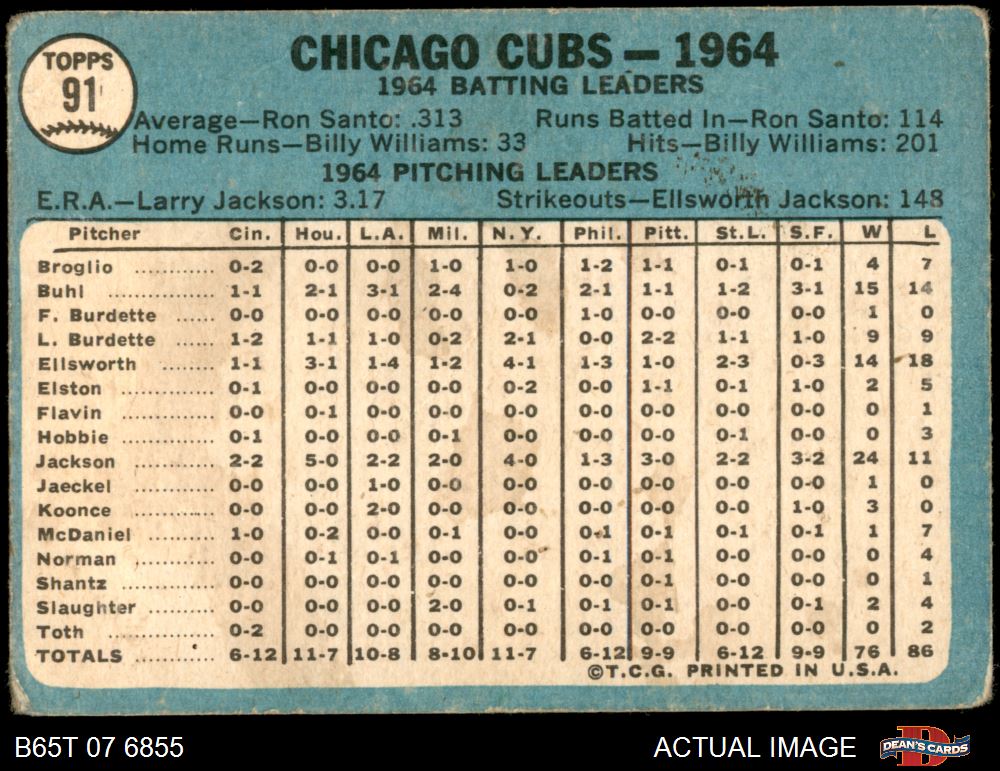 TOPPS
91
CHICAGO CUBS — 1964
1964 BATTING LEADERS
Average—Ron Santo: .313 Runs Batted In—Ron Santo: 114
Home Runs—Billy Williams: 33 Hits—Billy Williams: 201
1964 PITCHING LEADERS
E.R.A.—Larry Jackson: 3.17 Strikeouts—Ellsworth Jackson: 148
Pitcher Cin. Hou. L.A. Mil. N.Y. Phil. Pitt. St.L. S.F. W L
Broglio ............ 0-2 0-0 0-0 1-0 1-0 1-2 1-1 0-1 0-1 4 7
Buhl ................ 1-1 2-1 3-1 2-4 0-2 2-1 1-1 1-2 3-1 15 14
F. Burdette ...... 0-0 0-0 0-0 0-0 0-0 1-0 0-0 0-0 0-0 1 0
L. Burdette ...... 1-2 1-1 1-0 0-2 2-1 0-0 2-2 1-1 1-0 9 9
Ellsworth ........ 1-1 3-1 1-4 1-2 4-1 1-3 1-0 2-3 0-3 14 18
Elston .............. 0-1 0-0 0-0 0-0 0-2 0-0 1-1 0-1 1-0 2 5
Flavin .............. 0-0 0-1 0-0 0-0 0-0 0-0 0-0 0-0 0-0 0 1
Hobbie .............. 0-1 0-0 0-0 0-1 0-0 0-0 0-0 0-1 0-0 0 3
Jackson ............ 2-2 5-0 2-2 2-0 4-0 1-3 3-0 2-2 3-2 24 11
Jaeckel ............ 0-0 0-0 1-0 0-0 0-0 0-0 0-0 0-0 0-0 1 0
Koonce ............ 0-0 0-0 2-0 0-0 0-0 0-0 0-0 0-0 1-0 3 0
McDaniel .......... 1-0 0-2 0-0 0-1 0-0 0-1 0-1 0-1 0-1 1 7
Norman ............ 0-0 0-1 0-1 0-0 0-0 0-1 0-1 0-0 0-0 0 4
Shantz .............. 0-0 0-0 0-0 0-0 0-0 0-0 0-1 0-0 0-0 0 1
Slaughter .......... 0-0 0-0 0-0 2-0 0-1 0-1 0-1 0-0 0-1 2 4
Toth ................ 0-2 0-0 0-0 0-0 0-0 0-0 0-0 0-0 0-0 0 2
TOTALS ............ 6-12 11-7 10-8 8-10 11-7 6-12 9-9 6-12 9-9 76 86
©T.C.G. PRINTED IN U.S.A.
B65T 07 6855 ACTUAL IMAGE DEAN'S CARDS